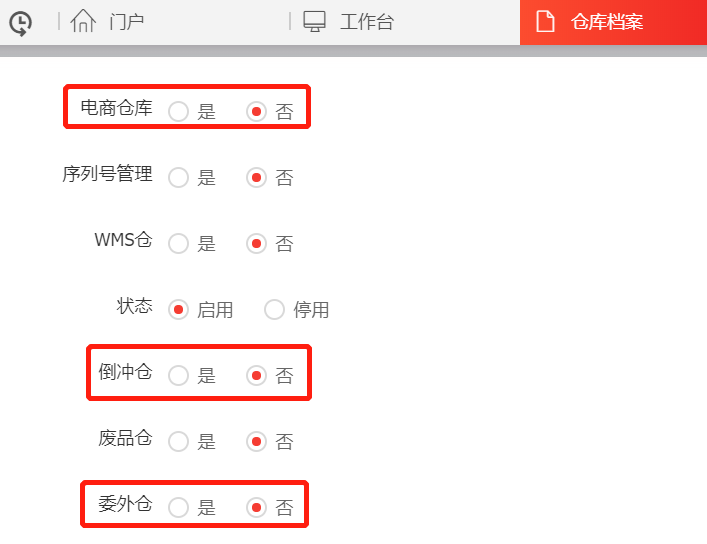 门户 工作台 仓库档案
电商仓库 是 否
序列号管理 是 否
WMS仓 是 否
状态 启用 停用
倒冲仓 是 否
废品仓 是 否
委外仓 是 否